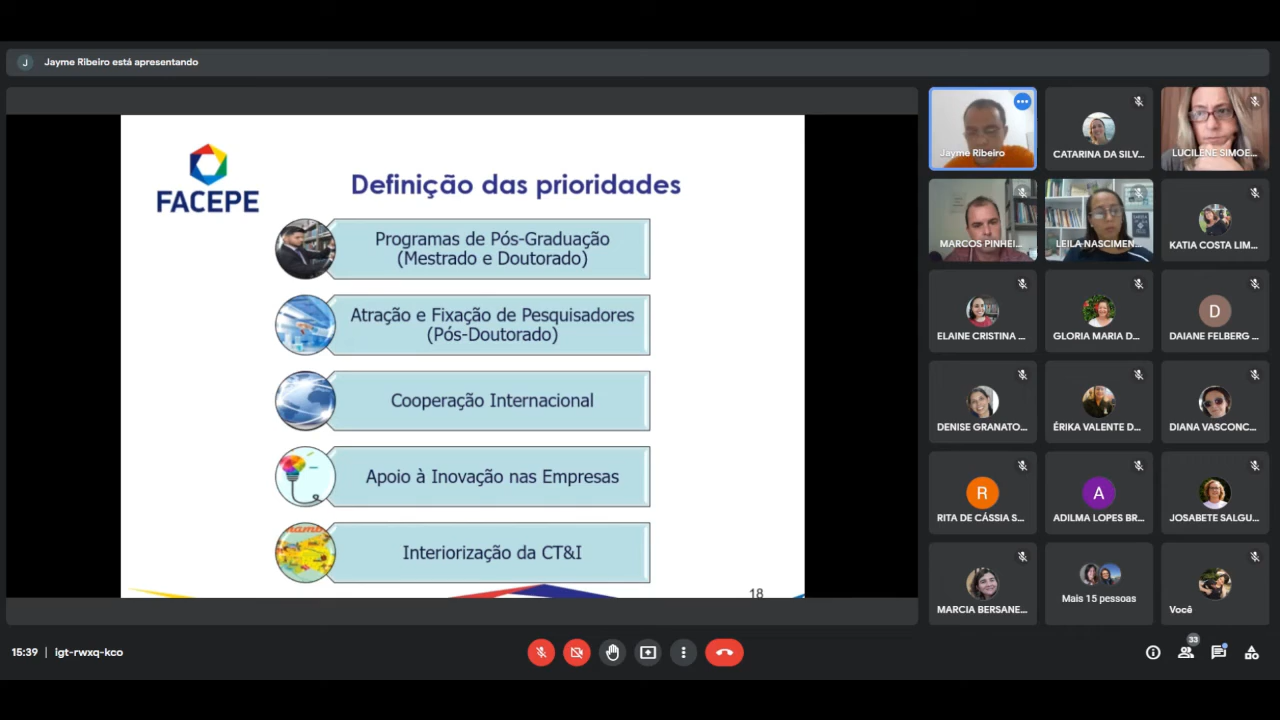 J Jayme Ribeiro está apresentando
FACEPE
Definição das prioridades
Programas de Pós-Graduação
(Mestrado e Doutorado)
Atração e Fixação de Pesquisadores
(Pós-Doutorado)
Cooperação Internacional
Apoio à Inovação nas Empresas
Interiorização da CT&I
18
Jayme Ribeiro
CATARINA DA SILV...
LUCILENE SIMOE...
MARCOS PINHEI...
LEILA NASCIMEN...
KATIA COSTA LIM...
ELAINE CRISTINA ...
GLORIA MARIA D...
D
DAIANE FELBERG ...
DENISE GRANATO...
ÉRIKA VALENTE D...
DIANA VASCONC...
R
RITA DE CÁSSIA S...
A
ADILMA LOPES BR...
JOSABETE SALGU...
MARCIA BERSANE...
Mais 15 pessoas
Você
15:39 | igt-rwxq-kco
33